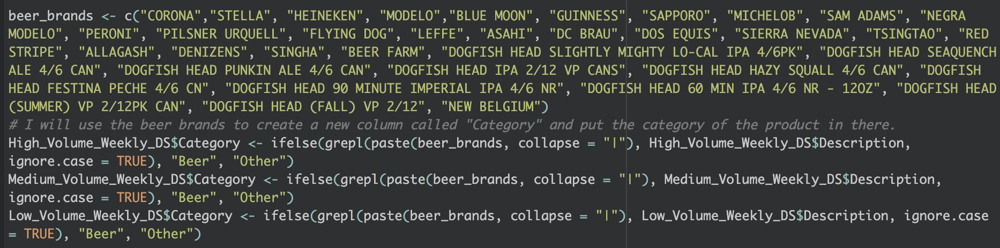 beer_brands <- c("CORONA","STELLA", "HEINEKEN", "MODELO","BLUE MOON", "GUINNESS", "SAPPORO", "MICHELOB", "SAM ADAMS", "NEGRA
MODELO", "PERONI", "PILSNER URQUELL", "FLYING DOG", "LEFFE", "ASAHI", "DC BRAU", "DOS EQUIS", "SIERRA NEVADA", "TSINGTAO", "RED
STRIPE", "ALLAGASH", "DENIZENS", "SINGHA", "BEER FARM", "DOGFISH HEAD SLIGHTLY MIGHTY LO-CAL IPA 4/6PK", "DOGFISH HEAD SEAQUENCH
ALE 4/6 CAN", "DOGFISH HEAD PUNKIN ALE 4/6 CAN", "DOGFISH HEAD IPA 2/12 VP CANS", "DOGFISH HEAD HAZY SQUALL 4/6 CAN", "DOGFISH
HEAD FESTINA PECHE 4/6 CN", "DOGFISH HEAD 90 MINUTE IMPERIAL IPA 4/6 NR", "DOGFISH HEAD 60 MIN IPA 4/6 NR - 12OZ", "DOGFISH HEAD
(SUMMER) VP 2/12PK CAN", "DOGFISH HEAD (FALL) VP 2/12", "NEW BELGIUM")
# I will use the beer brands to create a new column called "Category" and put the category of the product in there.
High_Volume_Weekly_DS$Category <- ifelse(grepl(paste(beer_brands, collapse = "|"), High_Volume_Weekly_DS$Description,
ignore.case = TRUE), "Beer", "Other")
Medium_Volume_Weekly_DS$Category <- ifelse(grepl(paste(beer_brands, collapse = "|"), Medium_Volume_Weekly_DS$Description,
ignore.case = TRUE), "Beer", "Other")
Low_Volume_Weekly_DS$Category <- ifelse(grepl(paste(beer_brands, collapse = "|"), Low_Volume_Weekly_DS$Description, ignore.case
= TRUE), "Beer", "Other")